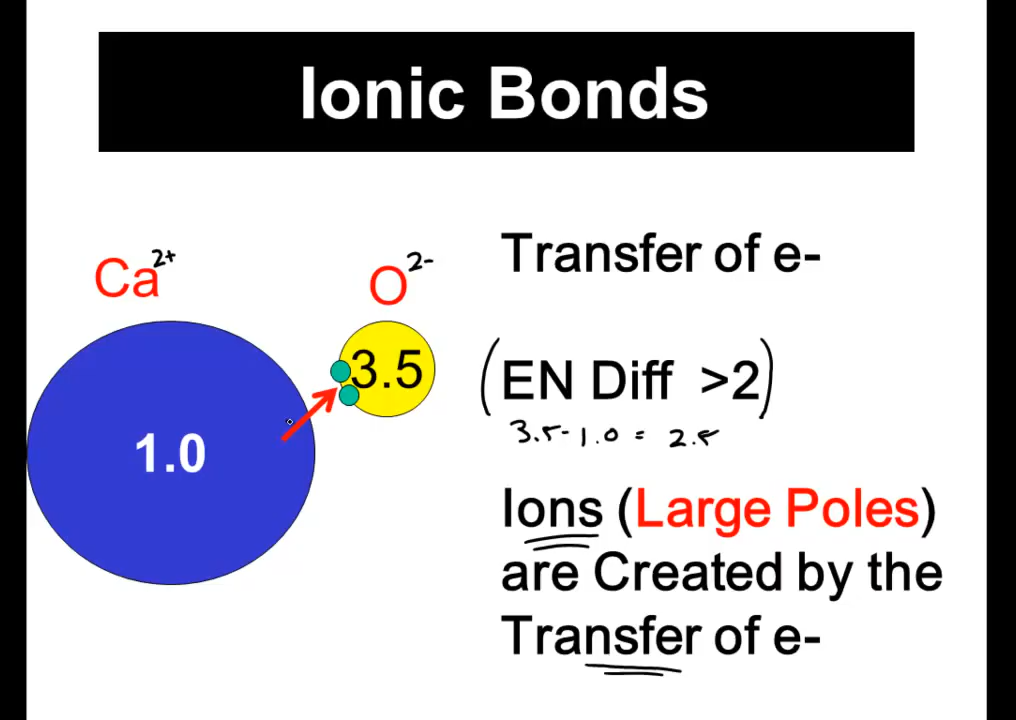 Ionic Bonds
Ca²⁺
O²⁻
Transfer of e-
3.5
(EN Diff >2)
3.5-1.0 = 2.5
1.0
Ions (Large Poles)
are Created by the
Transfer of e-